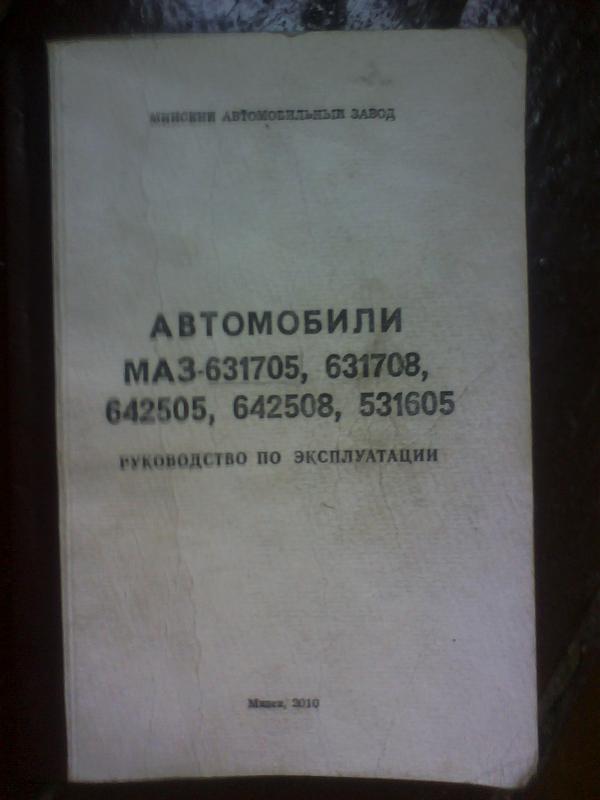 МИНСКИЙ АВТОМОБИЛЬНЫЙ ЗАВОД
АВТОМОБИЛИ
МАЗ-631705, 631708,
642505, 642508, 531605
РУКОВОДСТВО ПО ЭКСПЛУАТАЦИИ
Минск, 2010